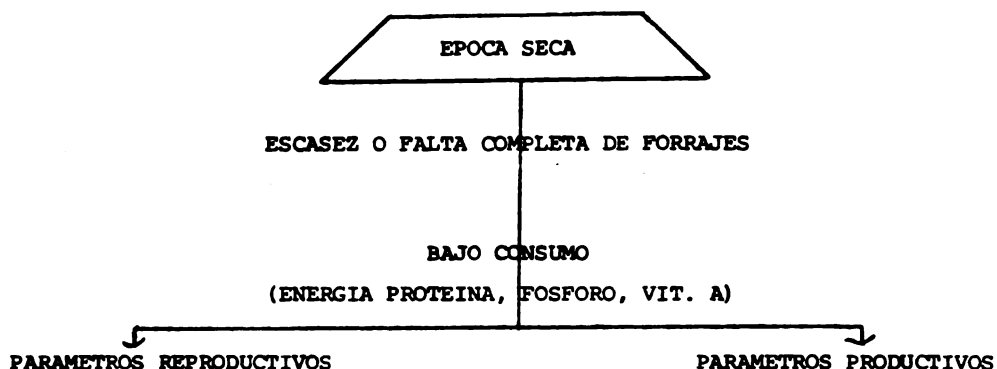 EPOCA SECA
ESCASEZ O FALTA COMPLETA DE FORRAJES
BAJO CONSUMO
(ENERGIA PROTEINA, FOSFORO, VIT. A)
PARAMETROS REPRODUCTIVOS PARAMETROS PRODUCTIVOS